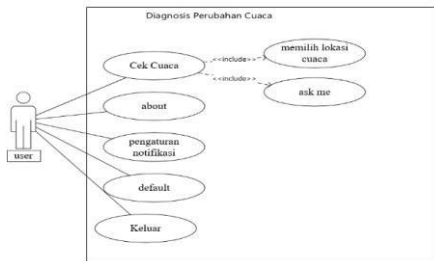 Diagnosis Perubahan Cuaca
Cek Cuaca
<<include>>
memilih lokasi
cuaca
<<include>>
ask me
about
pengaturan
notifikasi
user
default
Keluar